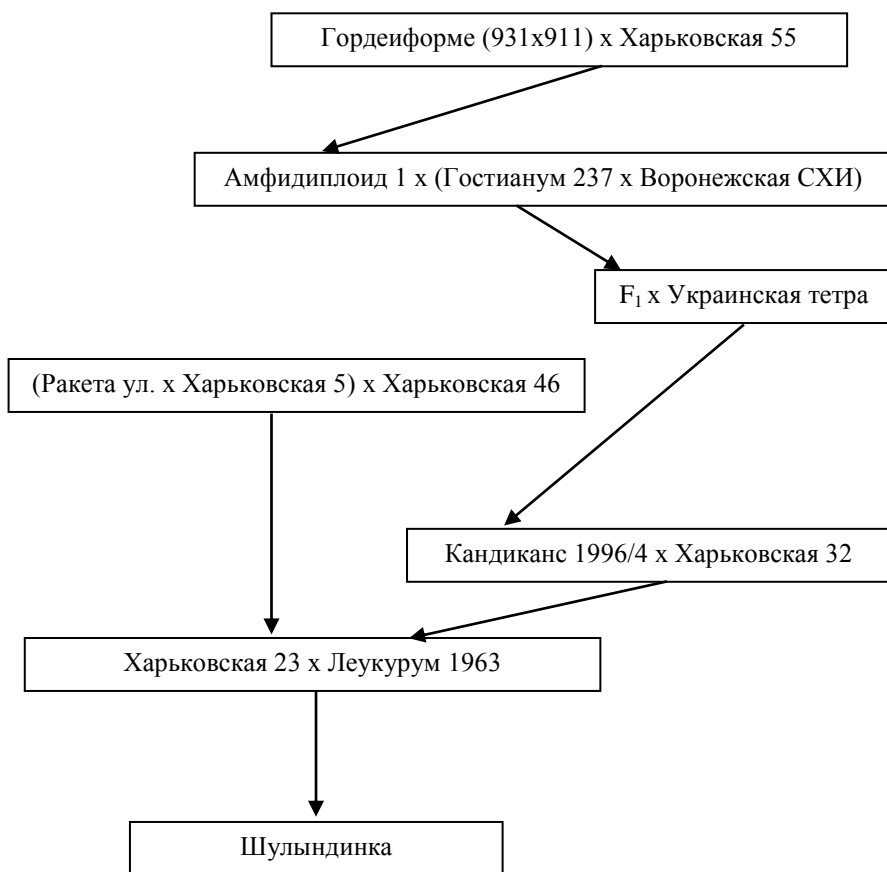 Гордеиформе (931х911) х Харьковская 55
Амфидиплоид 1 х (Гостианум 237 х Воронежская СХИ)
F₁ х Украинская тетра
(Ракета ул. х Харьковская 5) х Харьковская 46
Кандиканс 1996/4 х Харьковская 32
Харьковская 23 х Леукурум 1963
Шулындинка